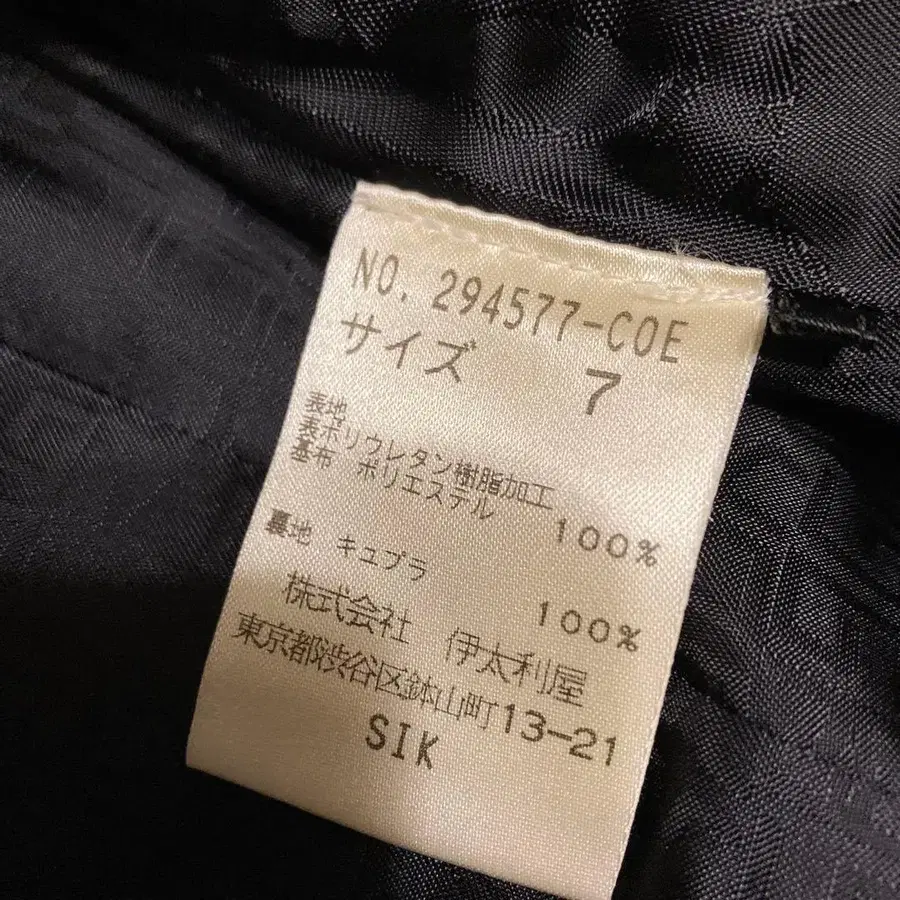 NO. 294577-COE
サイズ 7
表地
表ポリウレタン樹脂加工
基布 ポリエステル 100%
裏地 キュプラ 100%
株式会社 伊太利屋
東京都渋谷区鉢山町13-21
SIK